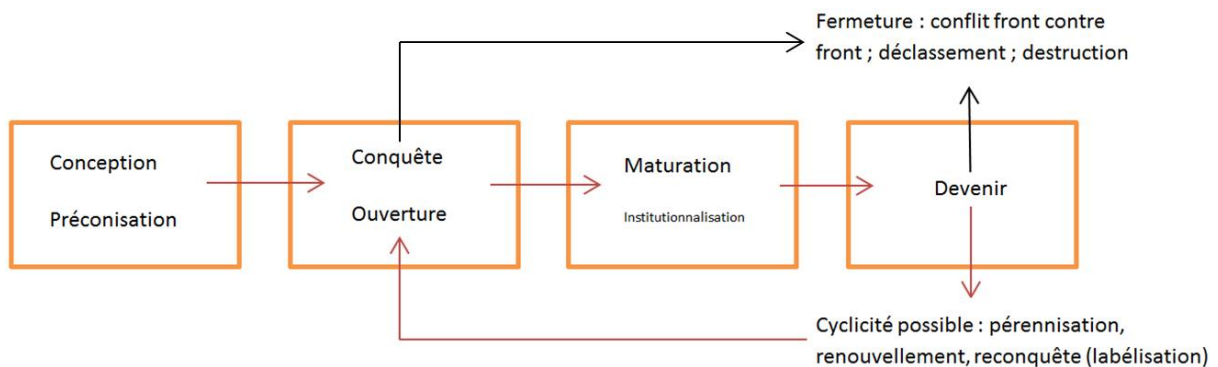 Fermeture : conflit front contre
front ; déclassement ; destruction
Conception
Préconisation
Conquête
Ouverture
Maturation
Institutionnalisation
Devenir
Cyclicité possible : pérennisation,
renouvellement, reconquête (labélisation)